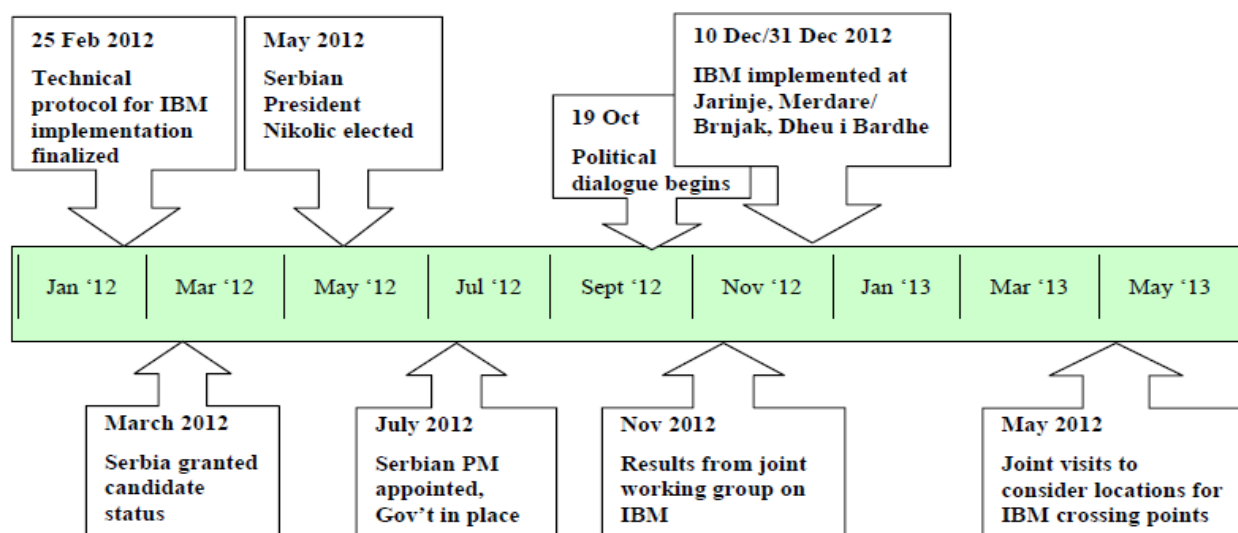 25 Feb 2012
Technical
protocol for IBM
implementation
finalized
May 2012
Serbian
President
Nikolic elected
19 Oct
Political
dialogue begins
10 Dec/31 Dec 2012
IBM implemented at
Jarinje, Merdare/
Brnjak, Dheu i Bardhe
Jan ‘12
Mar ‘12
May ‘12
Jul ‘12
Sept ‘12
Nov ‘12
Jan ‘13
Mar ‘13
May ‘13
March 2012
Serbia granted
candidate
status
July 2012
Serbian PM
appointed,
Gov’t in place
Nov 2012
Results from joint
working group on
IBM
May 2012
Joint visits to
consider locations for
IBM crossing points